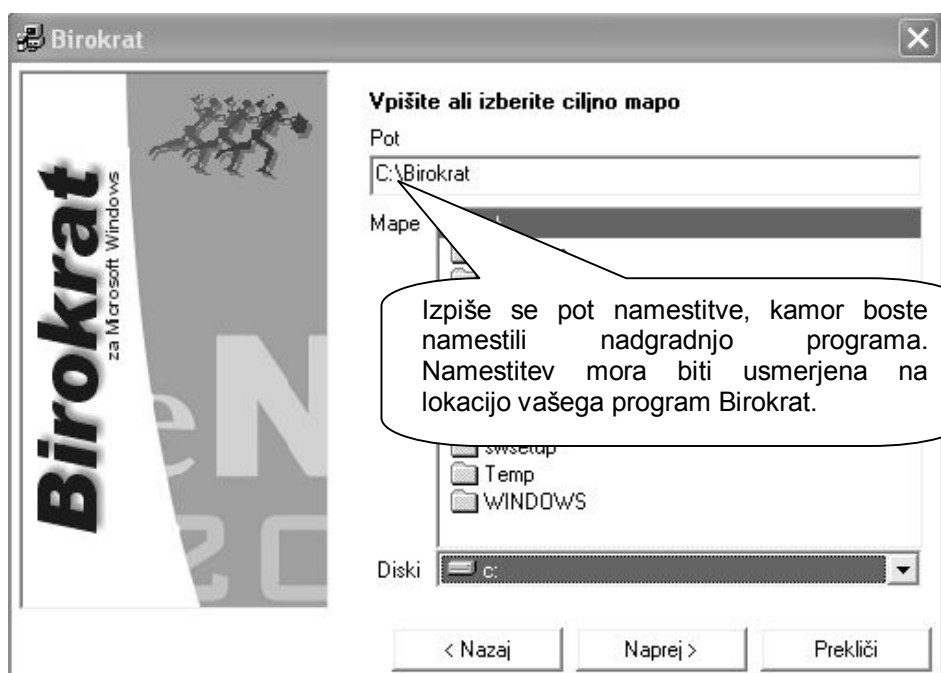 Birokrat
Birokrat
za Microsoft Windows
eN
20
Vpišite ali izberite ciljno mapo
Pot
C:\Birokrat
Mape
Izpiše se pot namestitve, kamor boste
namestili nadgradnjo programa.
Namestitev mora biti usmerjena na
lokacijo vašega program Birokrat.
swsetup
Temp
WINDOWS
Diski
c:
< Nazaj
Naprej >
Prekliči